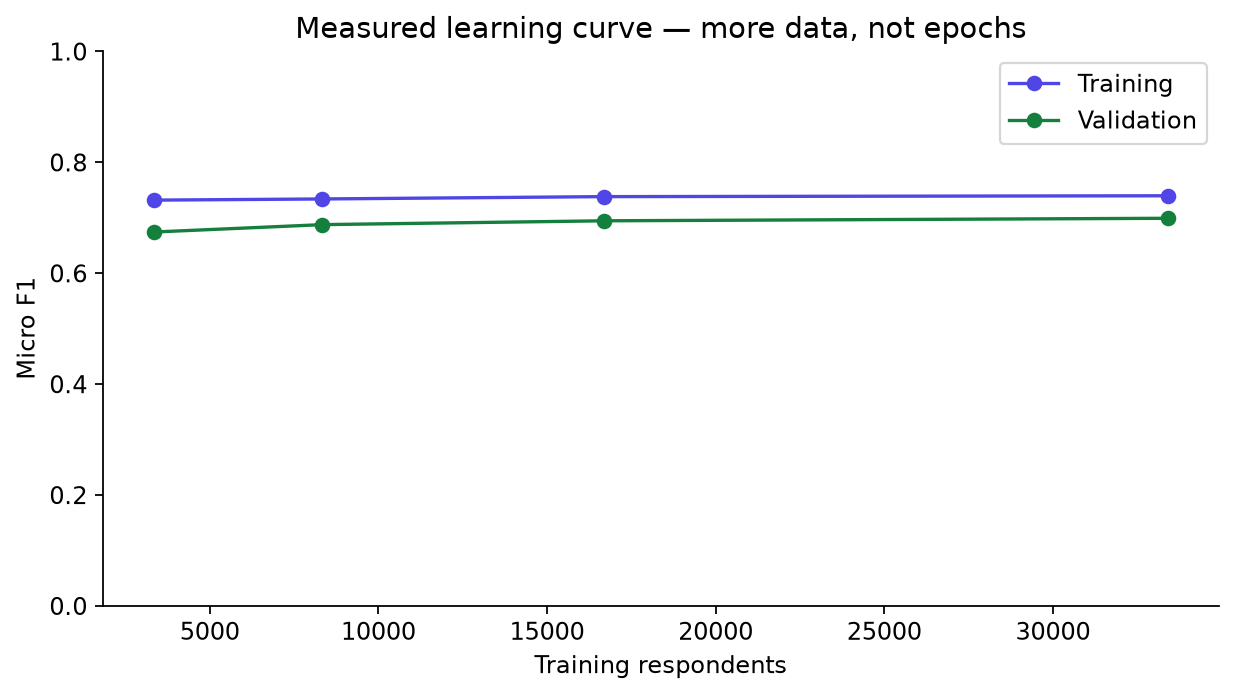 Measured learning curve — more data, not epochs
1.0
0.8
0.6
0.4
0.2
0.0
Micro F1
Training
Validation
5000 10000 15000 20000 25000 30000
Training respondents